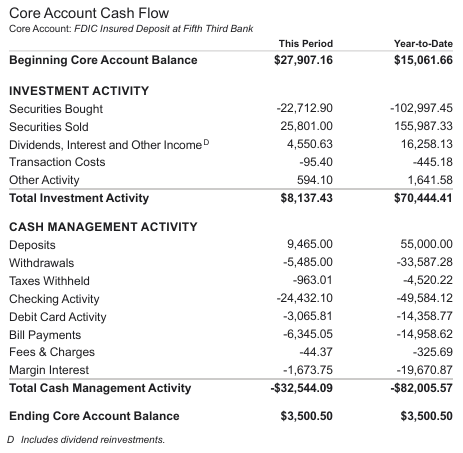 Core Account Cash Flow
Core Account: FDIC Insured Deposit at Fifth Third Bank
This Period Year-to-Date
Beginning Core Account Balance $27,907.16 $15,061.66
INVESTMENT ACTIVITY
Securities Bought -22,712.90 -102,997.45
Securities Sold 25,801.00 155,987.33
Dividends, Interest and Other Income D 4,550.63 16,258.13
Transaction Costs -95.40 -445.18
Other Activity 594.10 1,641.58
Total Investment Activity $8,137.43 $70,444.41
CASH MANAGEMENT ACTIVITY
Deposits 9,465.00 55,000.00
Withdrawals -5,485.00 -33,587.28
Taxes Withheld -963.01 -4,520.22
Checking Activity -24,432.10 -49,584.12
Debit Card Activity -3,065.81 -14,358.77
Bill Payments -6,345.05 -14,958.62
Fees & Charges -44.37 -325.69
Margin Interest -1,673.75 -19,670.87
Total Cash Management Activity -$32,544.09 -$82,005.57
Ending Core Account Balance $3,500.50 $3,500.50
D Includes dividend reinvestments.